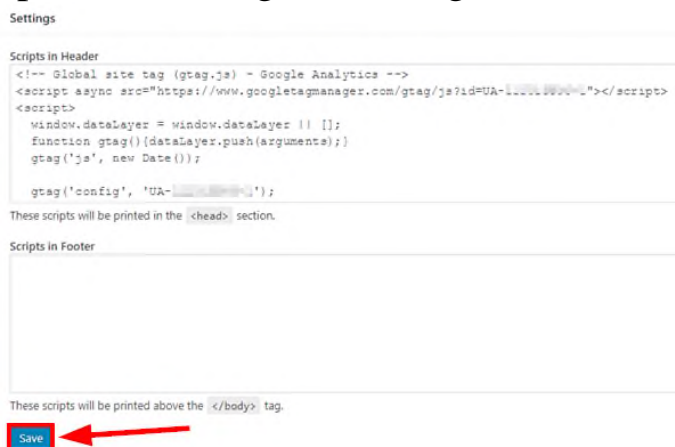 Settings
Scripts in Header
<!-- Global site tag (gtag.js) - Google Analytics -->
<script async src="https://www.googletagmanager.com/gtag/js?id=UA-"></script>
<script>
window.dataLayer = window.dataLayer || [];
function gtag(){dataLayer.push(arguments);}
gtag('js', new Date());
gtag('config', 'UA-');
These scripts will be printed in the <head> section.
Scripts in Footer
These scripts will be printed above the </body> tag.
Save